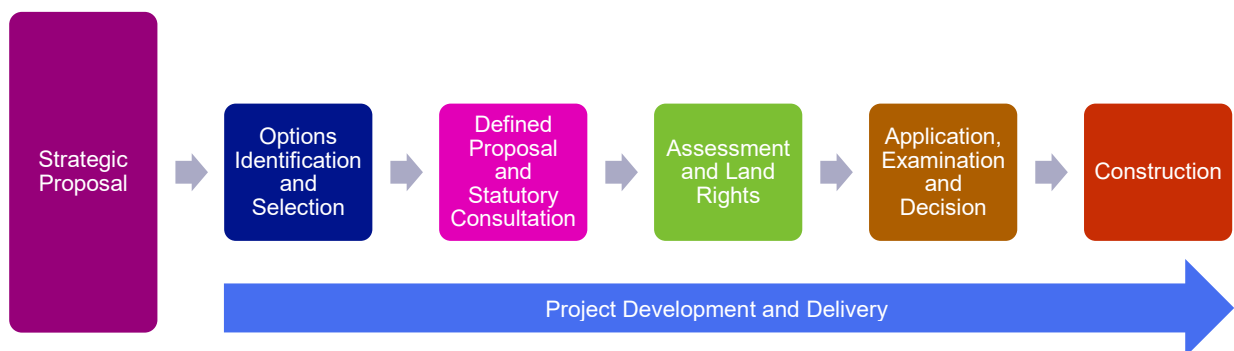 Strategic
Proposal
Options
Identification
and
Selection
Defined
Proposal
and
Statutory
Consultation
Assessment
and Land
Rights
Application,
Examination
and
Decision
Construction
Project Development and Delivery